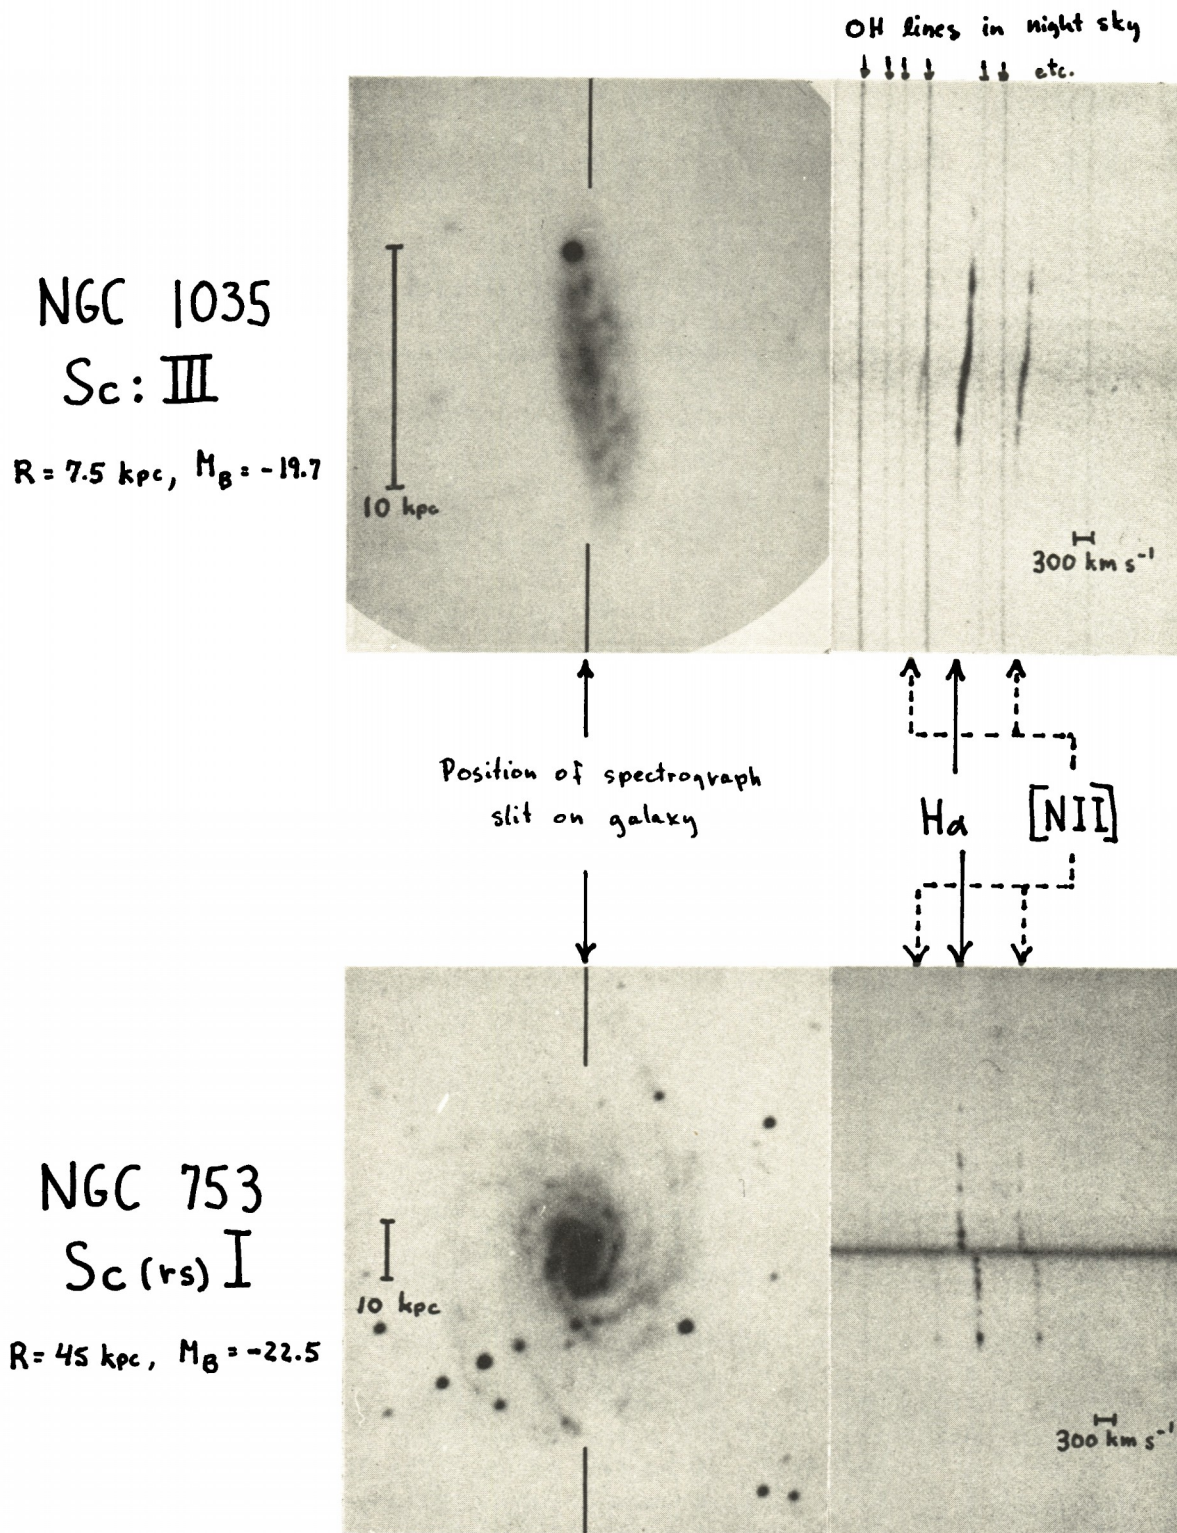 OH lines in night sky
etc.
NGC 1035
Sc: III
R = 7.5 kpc, M_B = -19.7
10 kpc
300 km s⁻¹
Position of spectrograph
slit on galaxy
Hα [NII]
NGC 753
Sc (rs) I
R = 45 kpc, M_B = -22.5
10 kpc
300 km s⁻¹